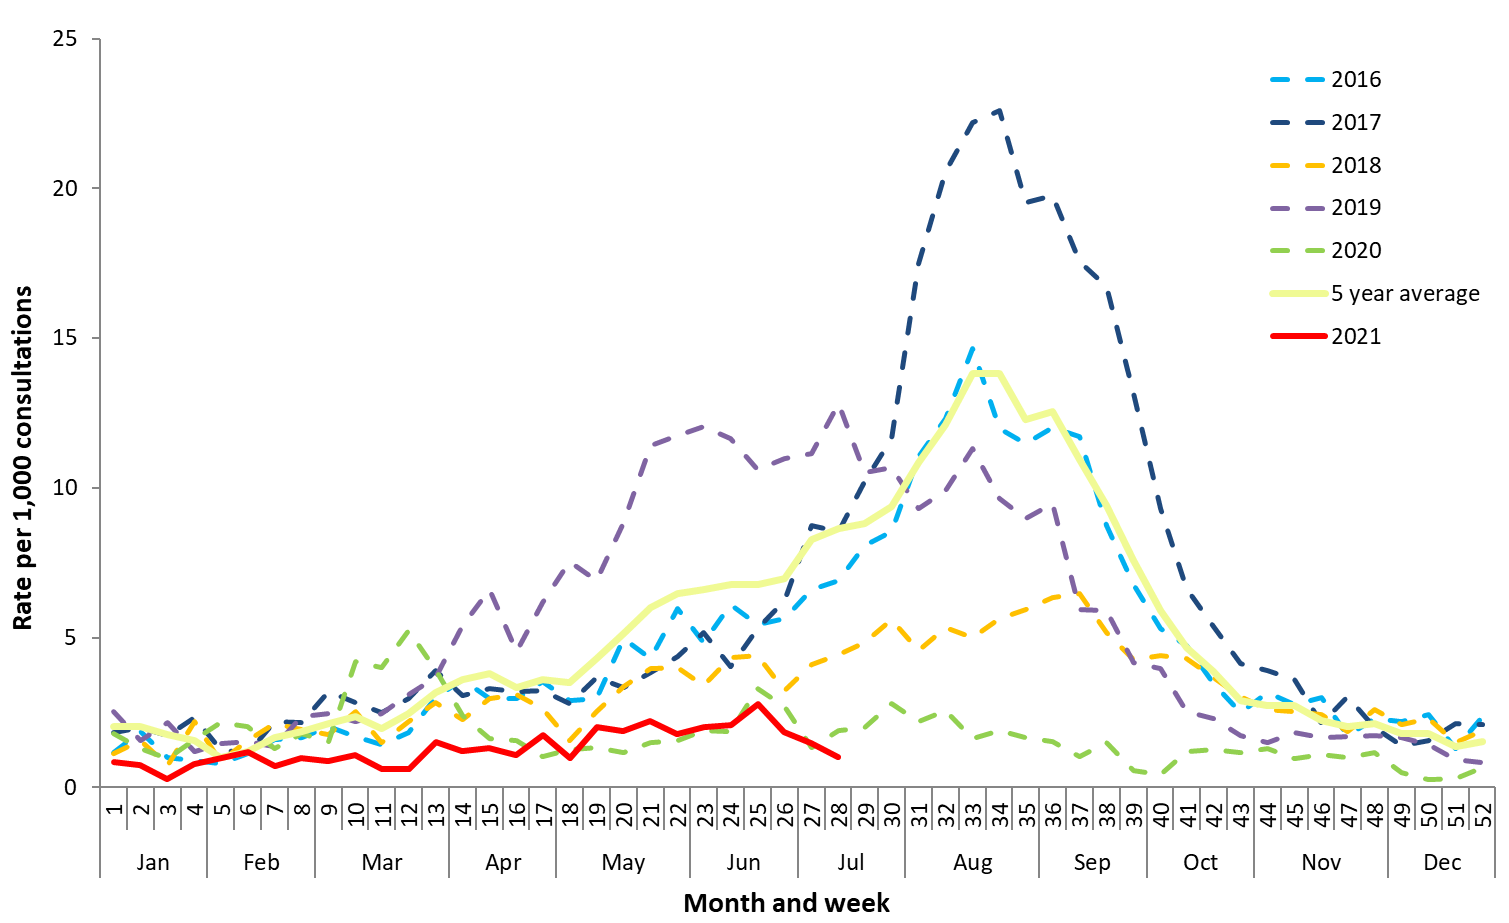 25
20
15
10
5
0
Rate per 1,000 consultations
2016
2017
2018
2019
2020
5 year average
2021
1 2 3 4 5 6 7 8 9 10 11 12 13 14 15 16 17 18 19 20 21 22 23 24 25 26 27 28 29 30 31 32 33 34 35 36 37 38 39 40 41 42 43 44 45 46 47 48 49 50 51 52
Jan Feb Mar Apr May Jun Jul Aug Sep Oct Nov Dec
Month and week